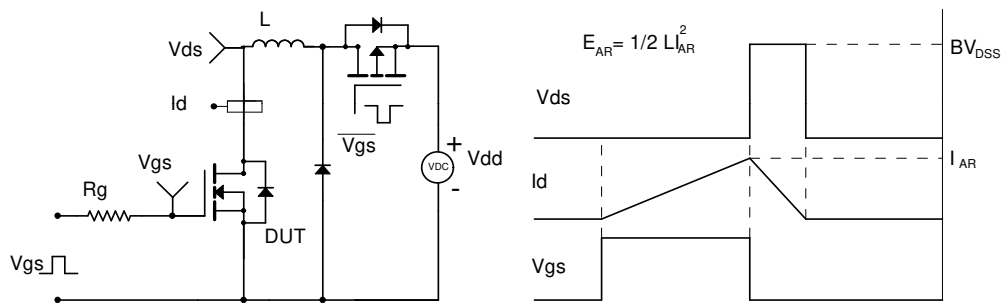 L
Vds
Id
Vgs
Rg
DUT
Vgs
Vgs
+
VDC
Vdd
-
E_AR = 1/2 LI_AR^2
BV_DSS
Vds
I_AR
Id
Vgs